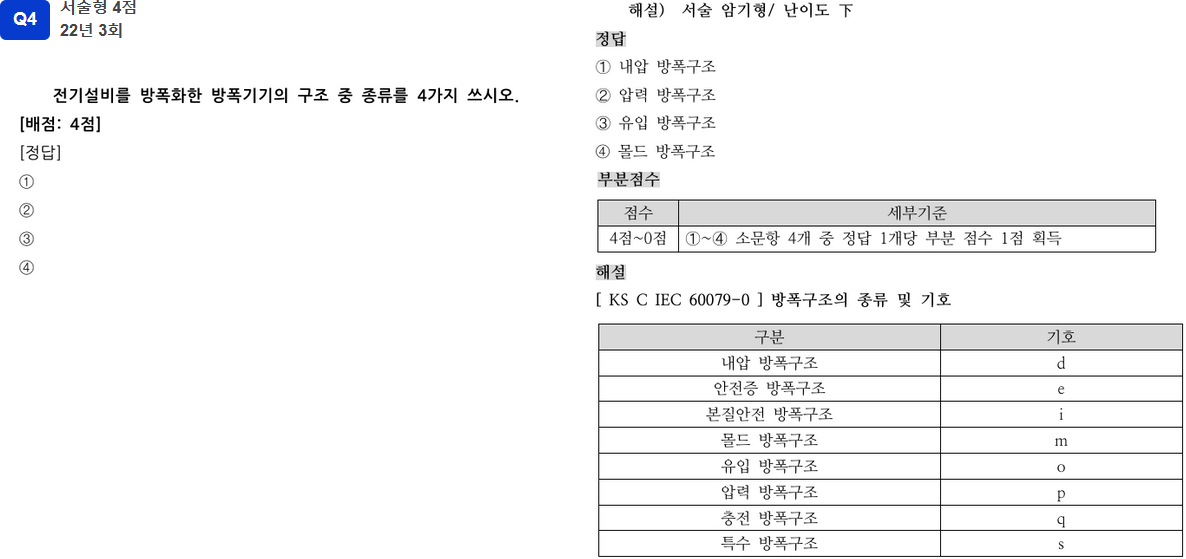 Q4
서술형 4점
22년 3회
전기설비를 방폭화한 방폭기기의 구조 중 종류를 4가지 쓰시오.
[배점: 4점]
[정답]
①
②
③
④
해설) 서술 암기형/ 난이도 下
정답
① 내압 방폭구조
② 압력 방폭구조
③ 유입 방폭구조
④ 몰드 방폭구조
부분점수
점수 세부기준
4점~0점 ①~④ 소문항 4개 중 정답 1개당 부분 점수 1점 획득
해설
[ KS C IEC 60079-0 ] 방폭구조의 종류 및 기호
구분 기호
내압 방폭구조 d
안전증 방폭구조 e
본질안전 방폭구조 i
몰드 방폭구조 m
유입 방폭구조 o
압력 방폭구조 p
충전 방폭구조 q
특수 방폭구조 s